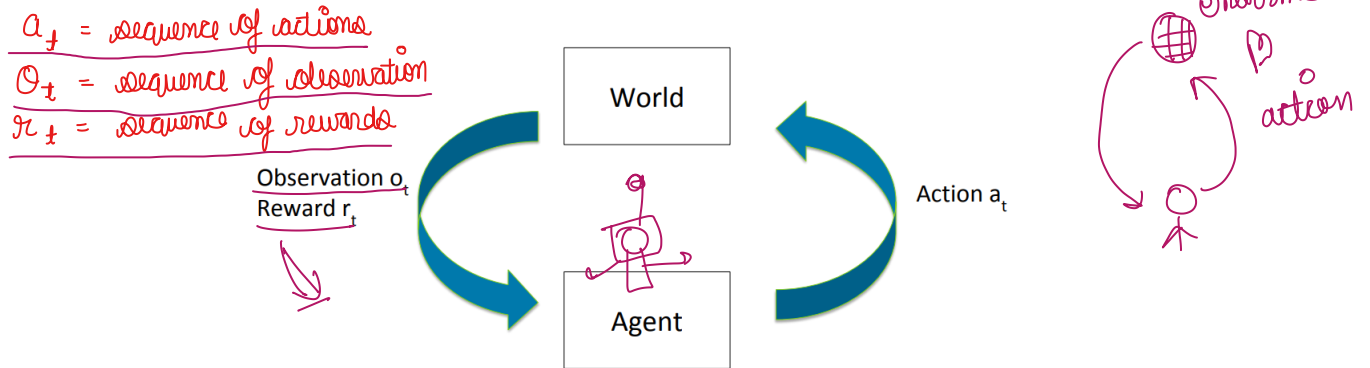 a_t = sequence of actions
O_t = sequence of observation
r_t = sequence of rewards
World
Observation o_t
Reward r_t
Action a_t
Agent
action